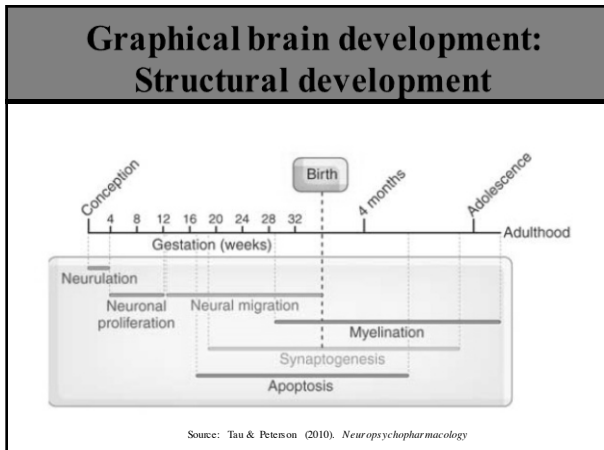 Graphical brain development:
Structural development
Conception
Birth
4 months
Adolescence
4 8 12 16 20 24 28 32
Adulthood
Gestation (weeks)
Neurulation
Neuronal
proliferation
Neural migration
Myelination
Synaptogenesis
Apoptosis
Source: Tau & Peterson (2010). Neuropsychopharmacology